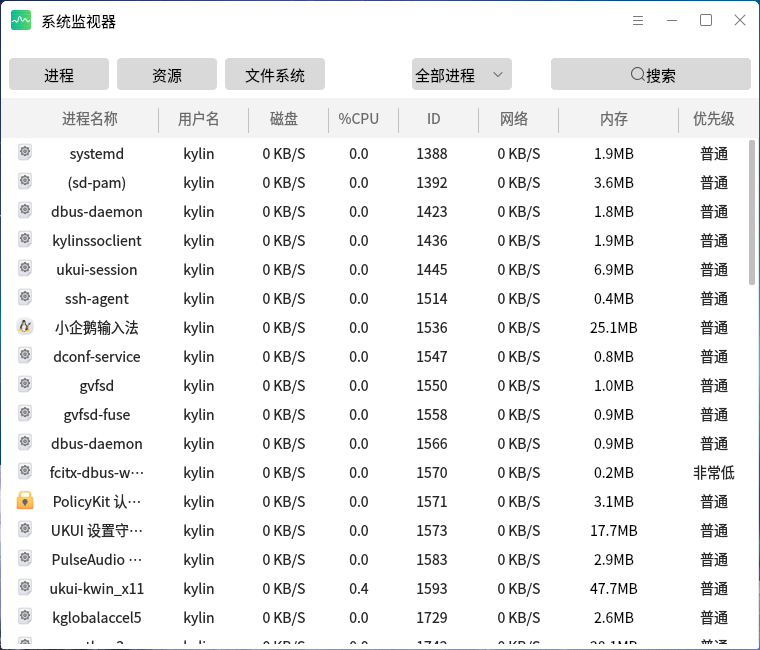 系统监视器
进程 资源 文件系统 全部进程 搜索
进程名称 用户名 磁盘 %CPU ID 网络 内存 优先级
systemd kylin 0 KB/S 0.0 1388 0 KB/S 1.9MB 普通
(sd-pam) kylin 0 KB/S 0.0 1392 0 KB/S 3.6MB 普通
dbus-daemon kylin 0 KB/S 0.0 1423 0 KB/S 1.8MB 普通
kylinssoclient kylin 0 KB/S 0.0 1436 0 KB/S 1.9MB 普通
ukui-session kylin 0 KB/S 0.0 1445 0 KB/S 6.9MB 普通
ssh-agent kylin 0 KB/S 0.0 1514 0 KB/S 0.4MB 普通
小企鹅输入法 kylin 0 KB/S 0.0 1536 0 KB/S 25.1MB 普通
dconf-service kylin 0 KB/S 0.0 1547 0 KB/S 0.8MB 普通
gvfsd kylin 0 KB/S 0.0 1550 0 KB/S 1.0MB 普通
gvfsd-fuse kylin 0 KB/S 0.0 1558 0 KB/S 0.9MB 普通
dbus-daemon kylin 0 KB/S 0.0 1566 0 KB/S 0.9MB 普通
fcitx-dbus-w… kylin 0 KB/S 0.0 1570 0 KB/S 0.2MB 非常低
PolicyKit 认… kylin 0 KB/S 0.0 1571 0 KB/S 3.1MB 普通
UKUI 设置守… kylin 0 KB/S 0.0 1573 0 KB/S 17.7MB 普通
PulseAudio … kylin 0 KB/S 0.0 1583 0 KB/S 2.9MB 普通
ukui-kwin_x11 kylin 0 KB/S 0.4 1593 0 KB/S 47.7MB 普通
kglobalaccel5 kylin 0 KB/S 0.0 1729 0 KB/S 2.6MB 普通